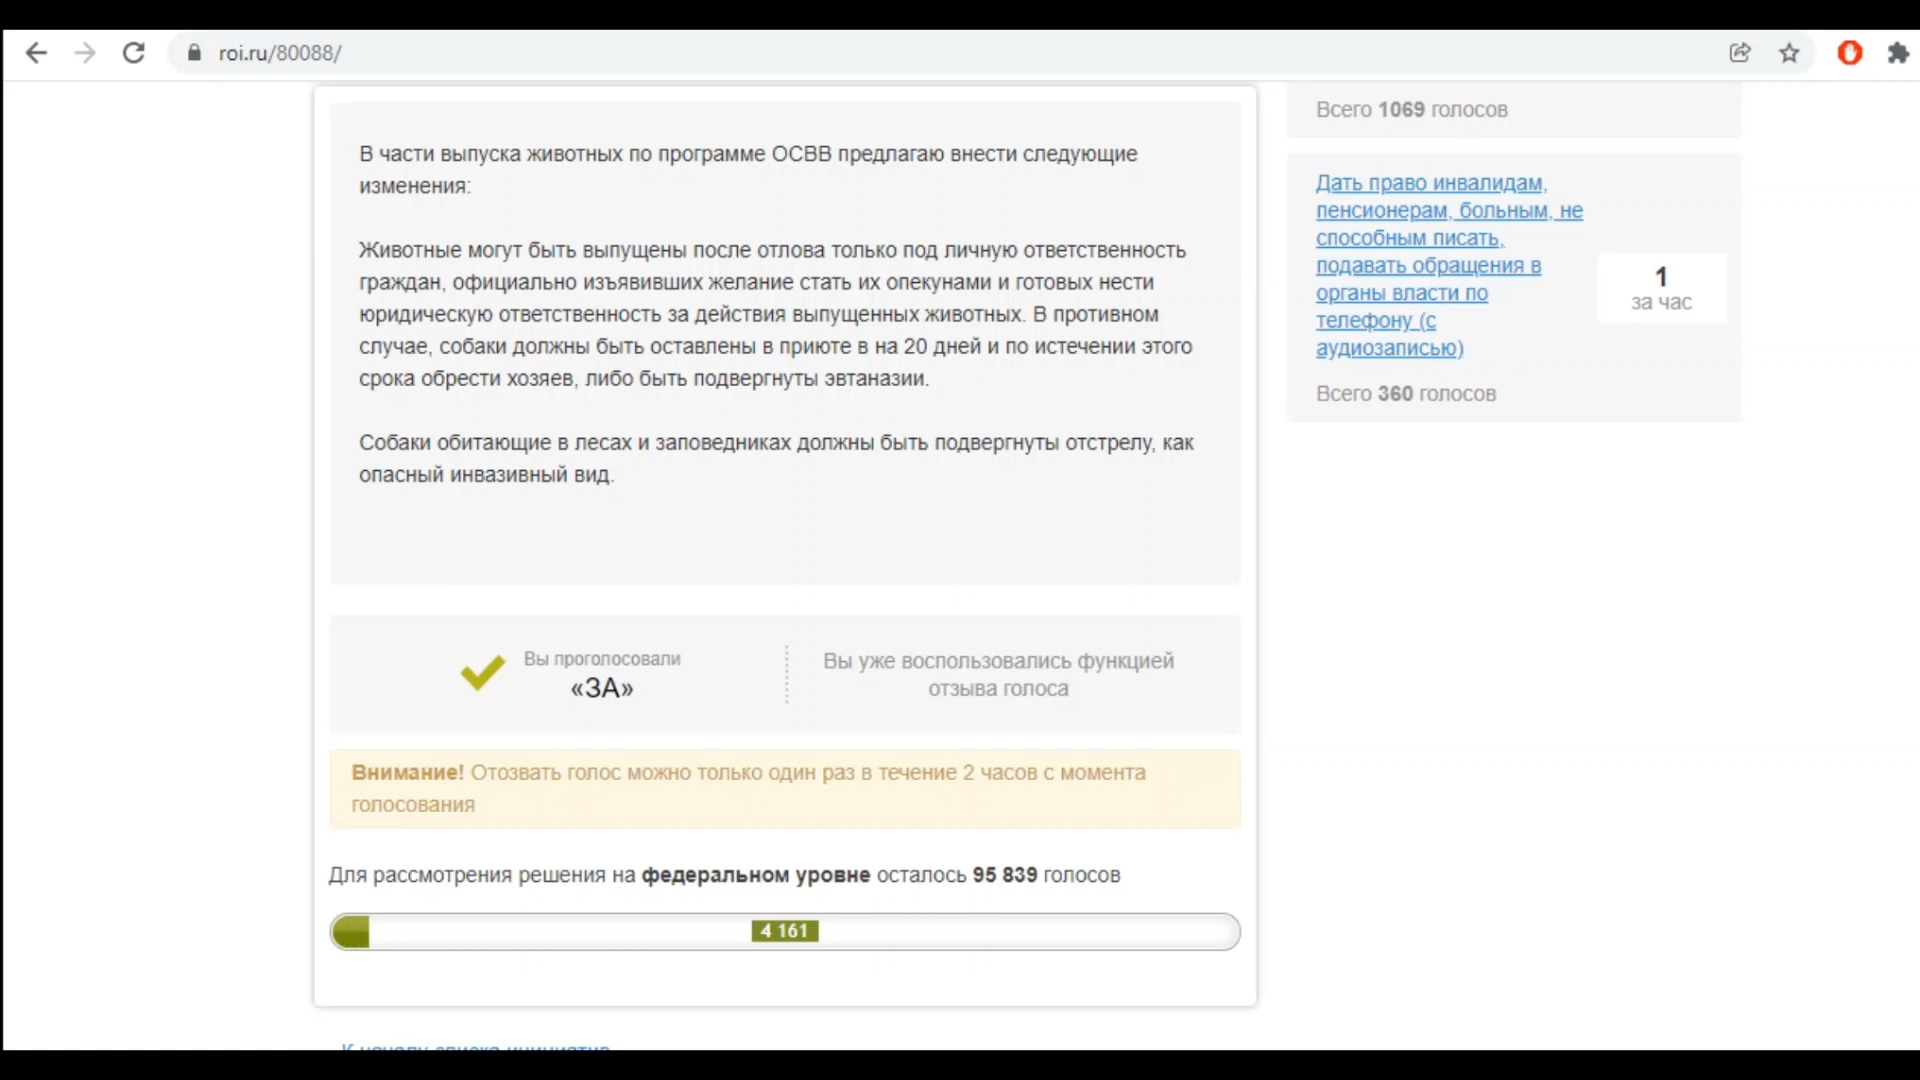 roi.ru/80088/
В части выпуска животных по программе ОСВВ предлагаю внести следующие
изменения:
Животные могут быть выпущены после отлова только под личную ответственность
граждан, официально изъявивших желание стать их опекунами и готовых нести
юридическую ответственность за действия выпущенных животных. В противном
случае, собаки должны быть оставлены в приюте в на 20 дней и по истечении этого
срока обрести хозяев, либо быть подвергнуты эвтаназии.
Собаки обитающие в лесах и заповедниках должны быть подвергнуты отстрелу, как
опасный инвазивный вид.
Вы проголосовали
«ЗА»
Вы уже воспользовались функцией
отзыва голоса
Внимание! Отозвать голос можно только один раз в течение 2 часов с момента
голосования
Для рассмотрения решения на федеральном уровне осталось 95 839 голосов
4 161
К началу списка инициатив
Всего 1069 голосов
Дать право инвалидам,
пенсионерам, больным, не
способным писать,
подавать обращения в
органы власти по
телефону (с
аудиозаписью)
1
за час
Всего 360 голосов